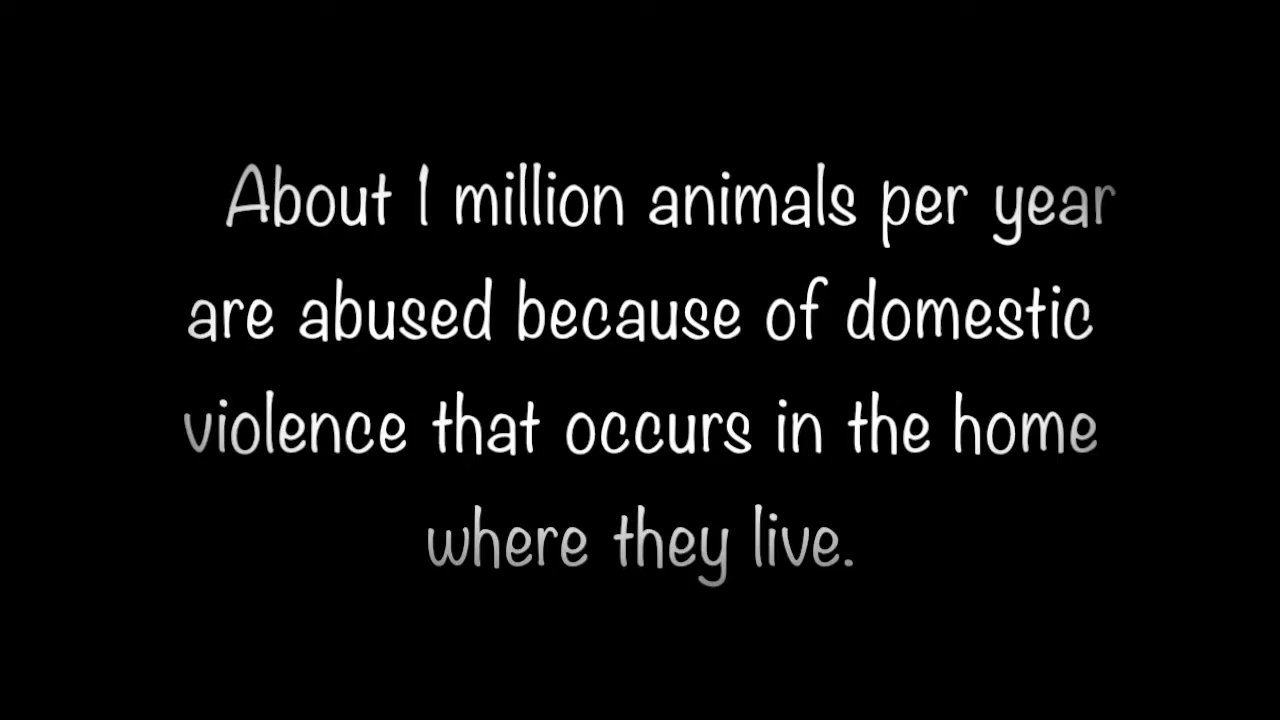 About 1 million animals per year
are abused because of domestic
violence that occurs in the home
where they live.